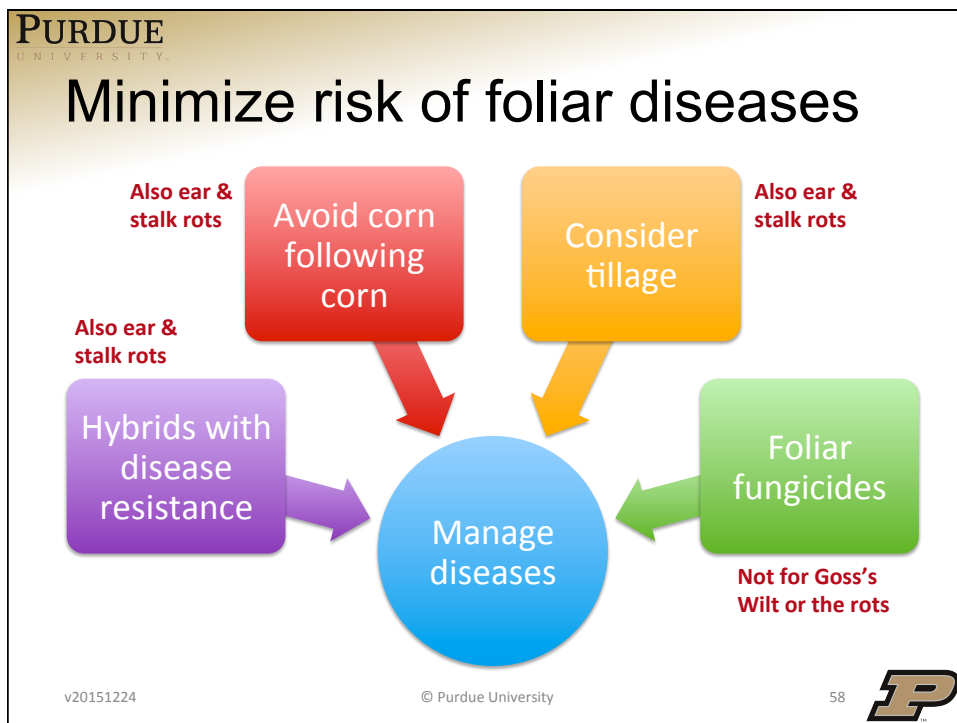 PURDUE
UNIVERSITY
Minimize risk of foliar diseases
Also ear &
stalk rots
Avoid corn
following
corn
Consider
tillage
Also ear &
stalk rots
Also ear &
stalk rots
Hybrids with
disease
resistance
Foliar
fungicides
Manage
diseases
Not for Goss's
Wilt or the rots
v20151224
© Purdue University
58
P
™